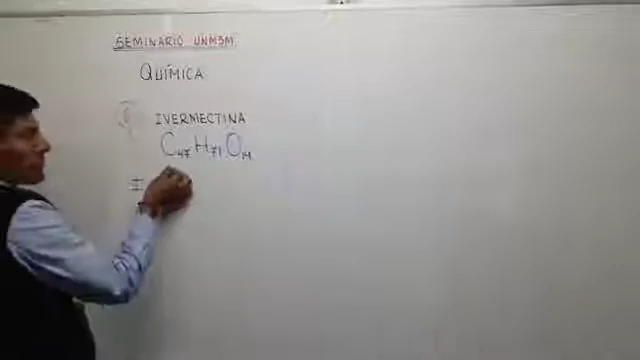 SEMINARIO UNMSM
QUÍMICA
IVERMECTINA
C47H71O14
I